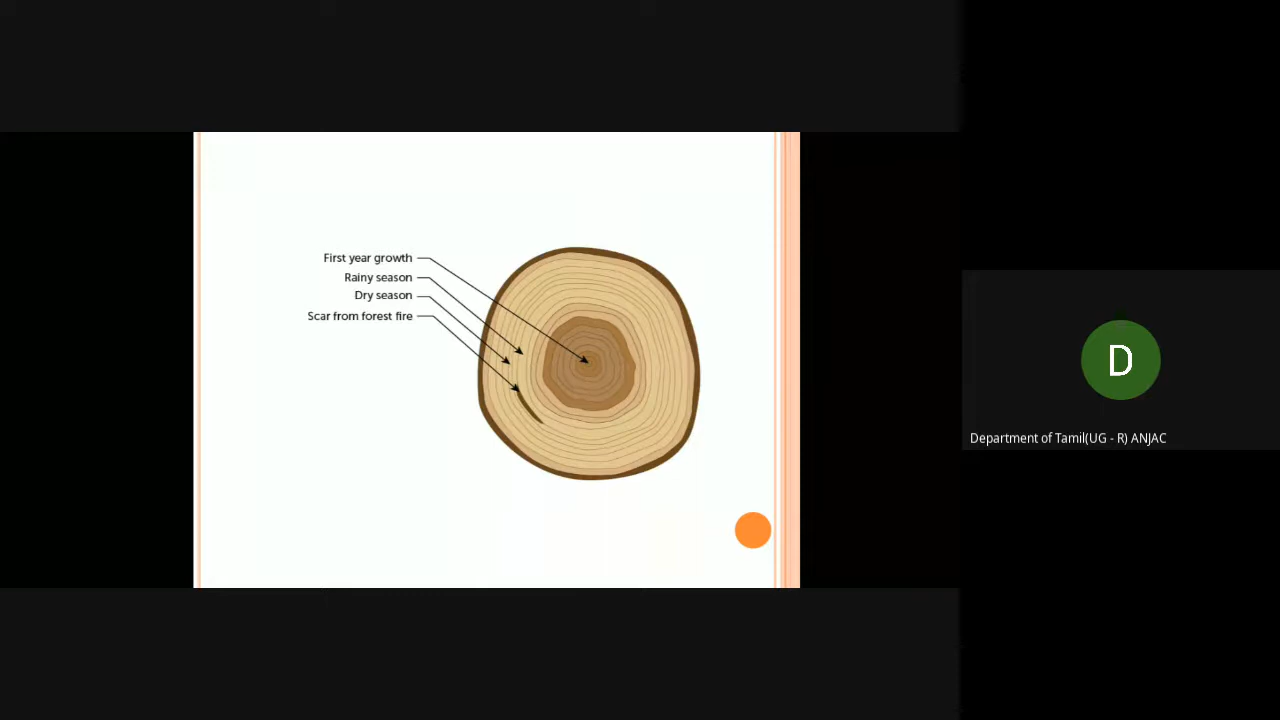 First year growth
Rainy season
Dry season
Scar from forest fire
D
Department of Tamil(UG - R) ANJAC